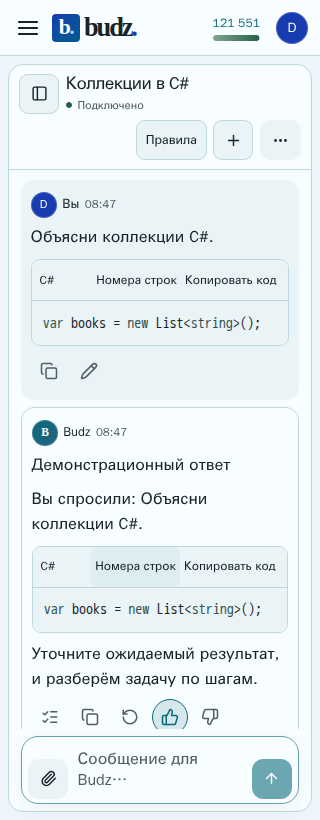 b. budz.
121 551
D
Коллекции в C#
Подключено
Правила
D Вы 08:47
Объясни коллекции C#.
C# Номера строк Копировать код
var books = new List<string>();
B Budz 08:47
Демонстрационный ответ
Вы спросили: Объясни
коллекции C#.
C# Номера строк Копировать код
var books = new List<string>();
Уточните ожидаемый результат,
и разберём задачу по шагам.
Сообщение для
Budz···